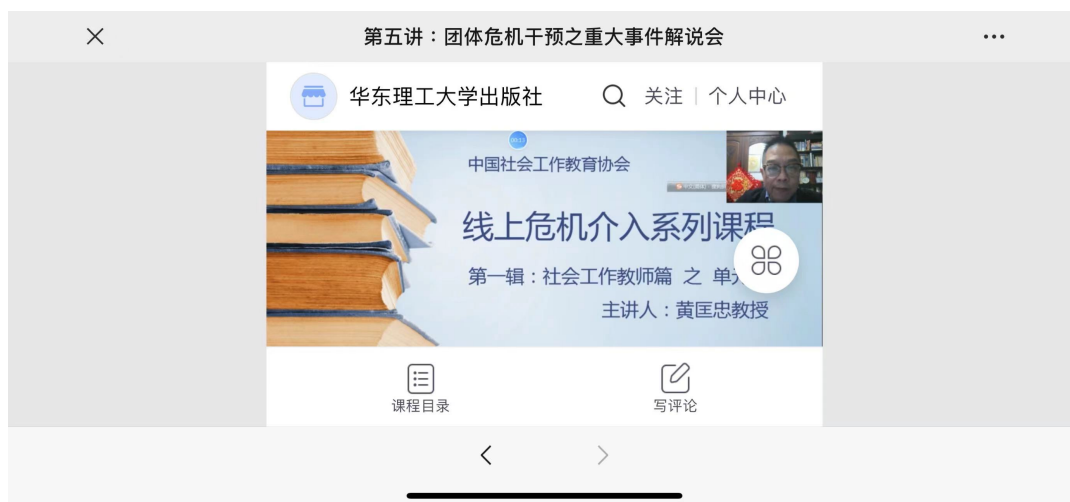 第五讲：团体危机干预之重大事件解说会
华东理工大学出版社
关注 | 个人中心
中国社会工作教育协会
线上危机介入系列课程
第一辑：社会工作教师篇 之 单
主讲人：黄匡忠教授
课程目录
写评论